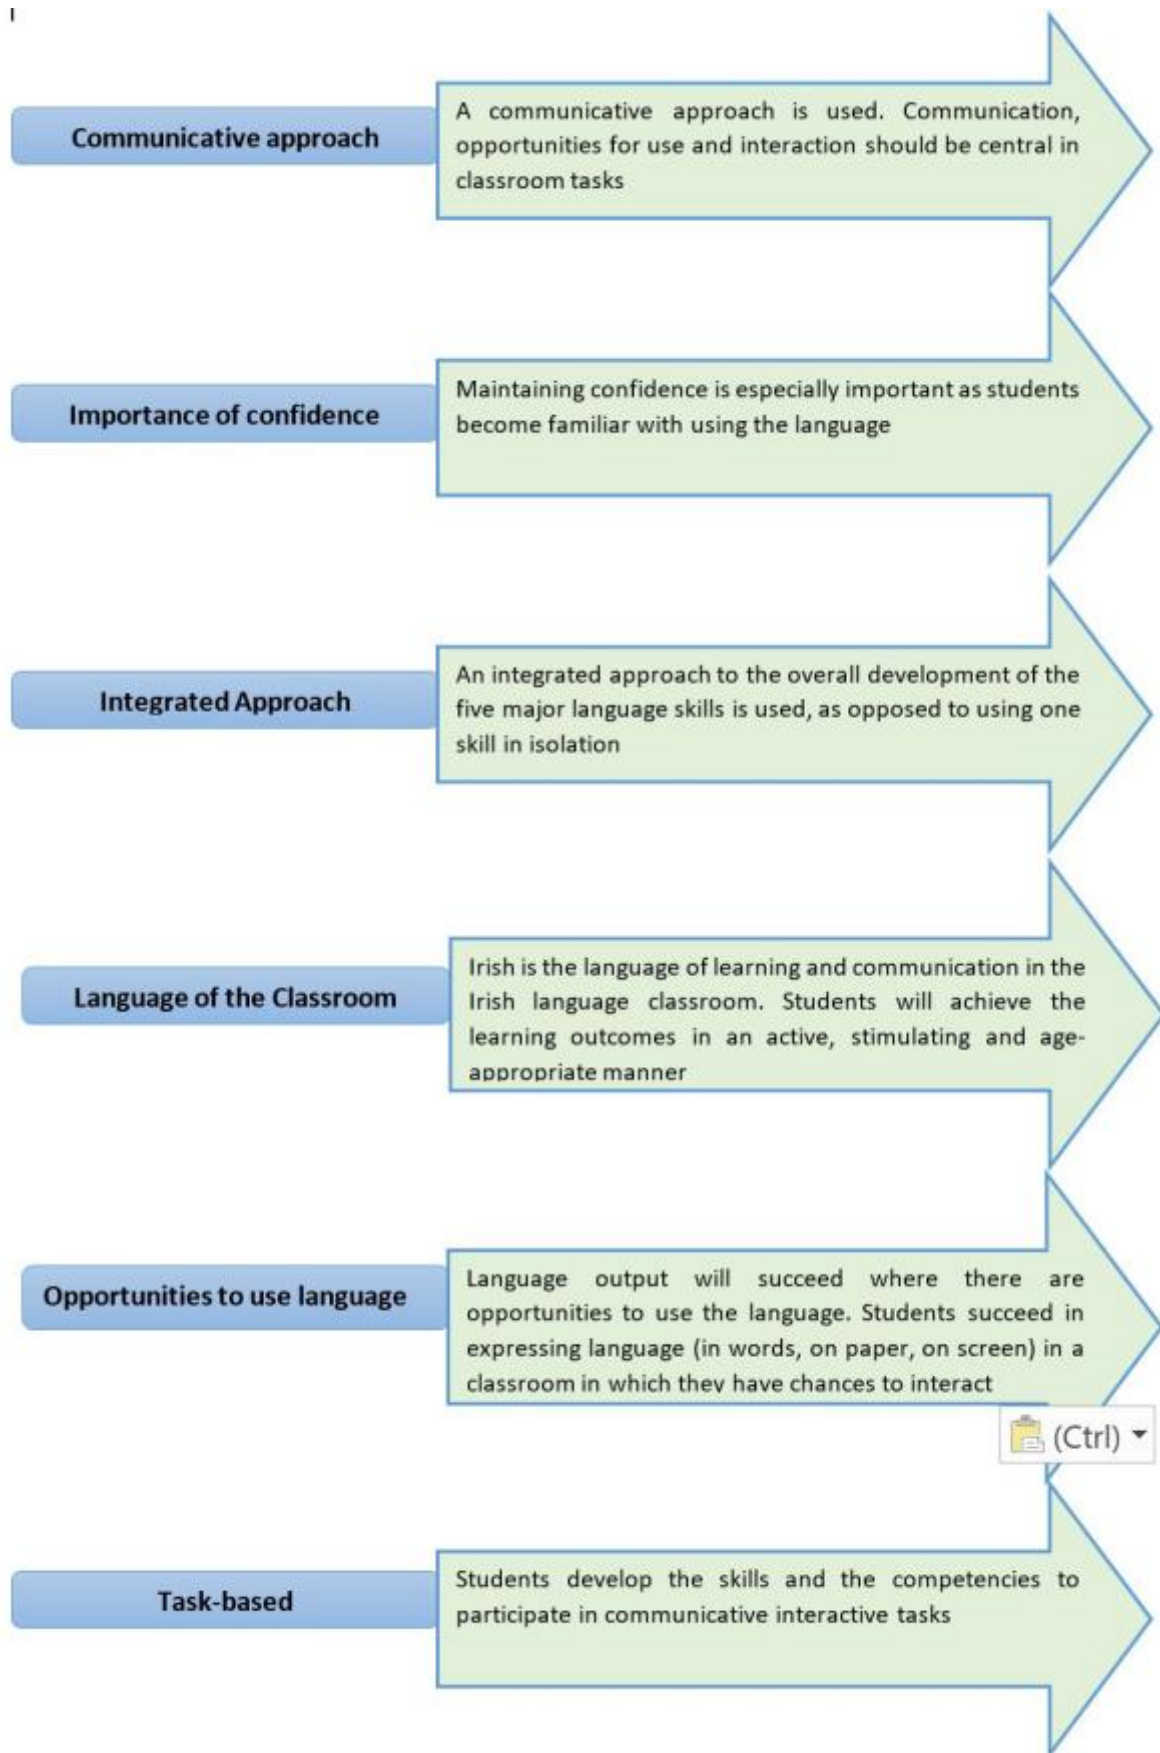 Communicative approach
A communicative approach is used. Communication,
opportunities for use and interaction should be central in
classroom tasks
Importance of confidence
Maintaining confidence is especially important as students
become familiar with using the language
Integrated Approach
An integrated approach to the overall development of the
five major language skills is used, as opposed to using one
skill in isolation
Language of the Classroom
Irish is the language of learning and communication in the
Irish language classroom. Students will achieve the
learning outcomes in an active, stimulating and age-
appropriate manner
Opportunities to use language
Language output will succeed where there are
opportunities to use the language. Students succeed in
expressing language (in words, on paper, on screen) in a
classroom in which they have chances to interact
(Ctrl)
Task-based
Students develop the skills and the competencies to
participate in communicative interactive tasks